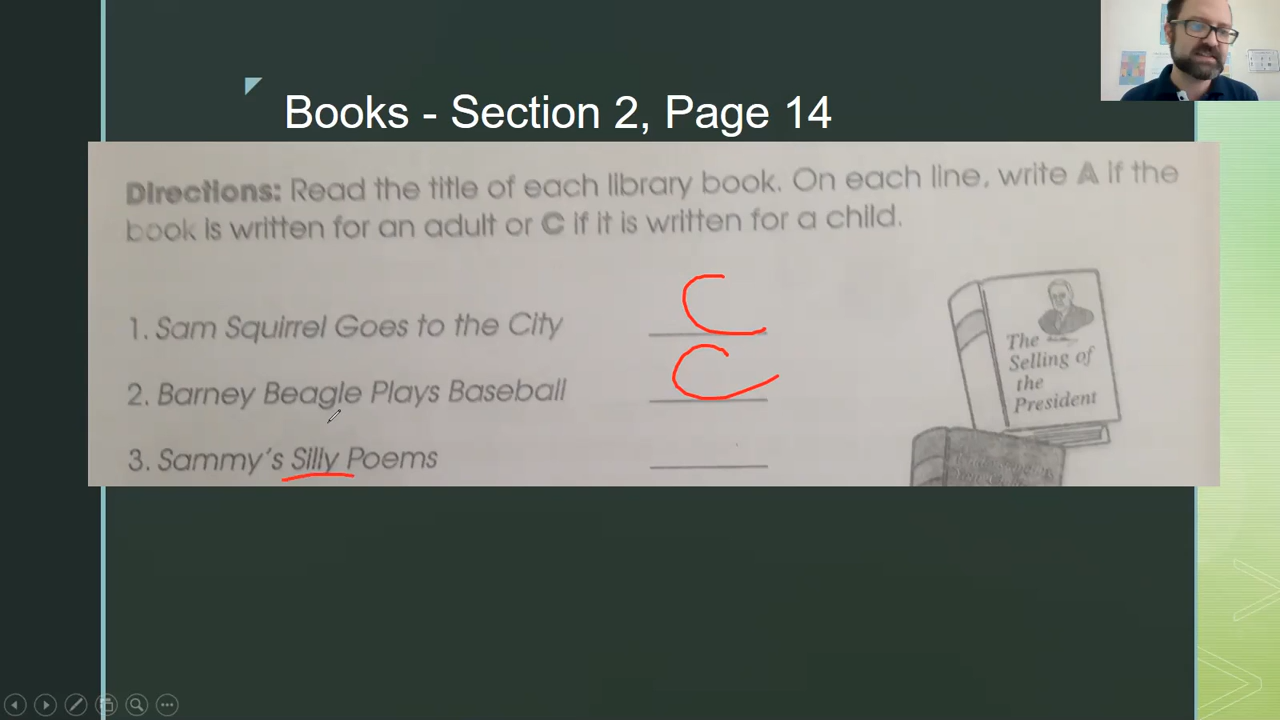 Books - Section 2, Page 14
Directions: Read the title of each library book. On each line, write A if the
book is written for an adult or C if it is written for a child.
1. Sam Squirrel Goes to the City
C
2. Barney Beagle Plays Baseball
C
3. Sammy's Silly Poems
The
Selling of
the
President